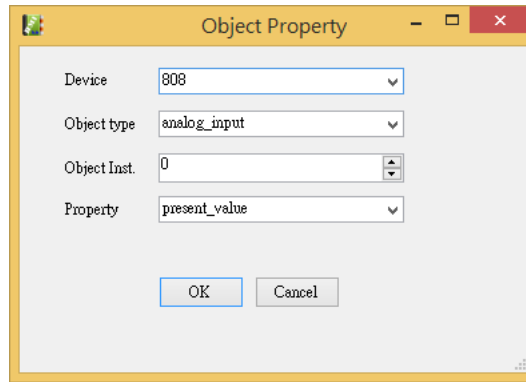 Object Property
Device 808
Object type analog_input
Object Inst. 0
Property present_value
OK Cancel